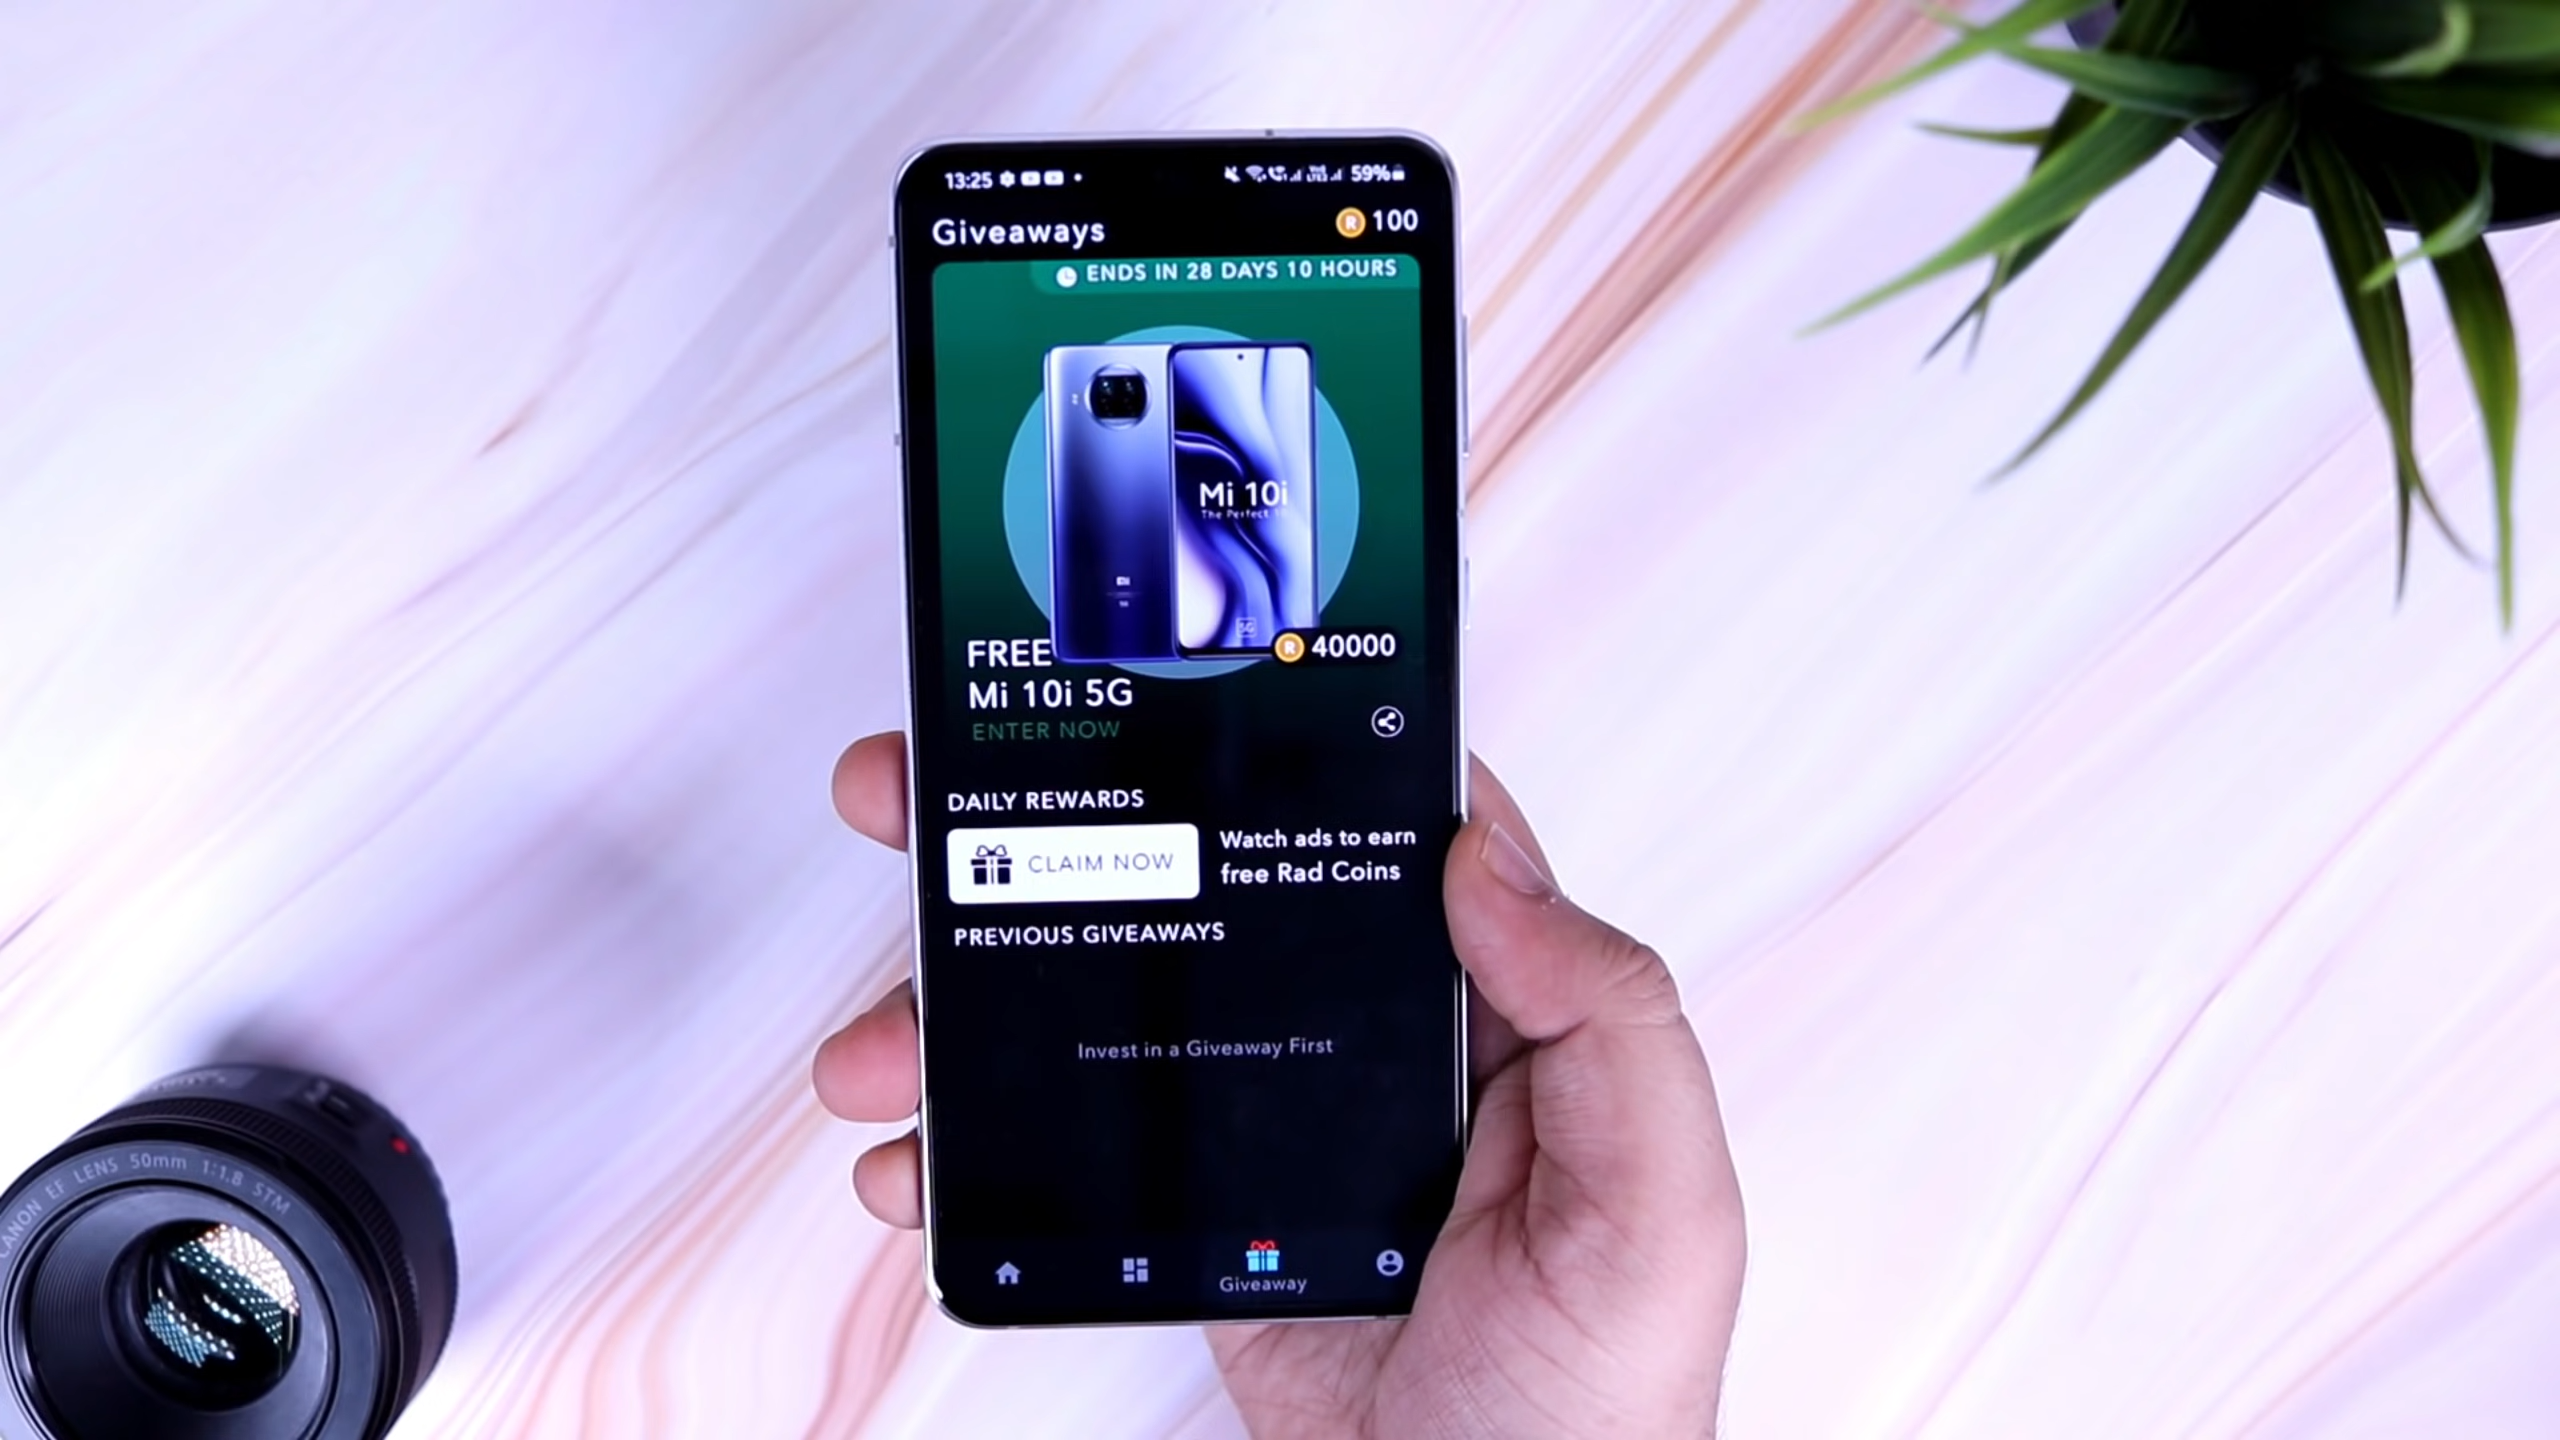 13:25
59%
Giveaways
R 100
ENDS IN 28 DAYS 10 HOURS
Mi 10i
The Perfect
5G
R 40000
FREE
Mi 10i 5G
ENTER NOW
DAILY REWARDS
CLAIM NOW
Watch ads to earn
free Rad Coins
PREVIOUS GIVEAWAYS
Invest in a Giveaway First
Giveaway
CANON EF LENS 50mm 1:1.8 STM